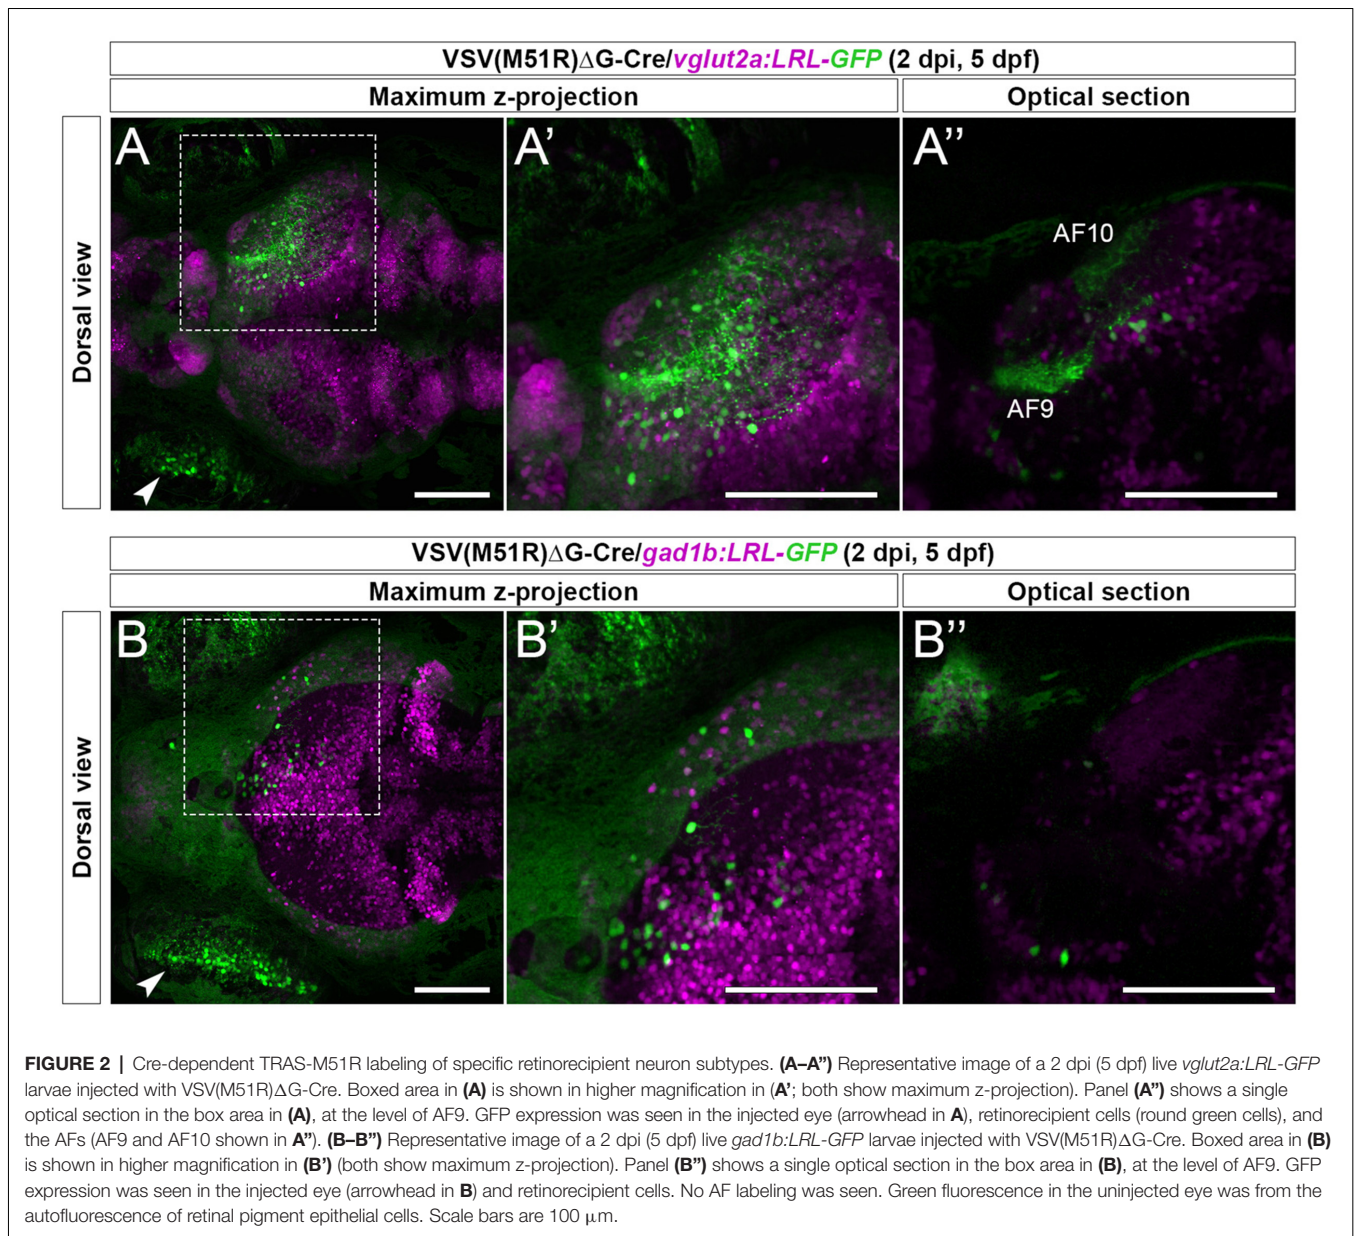 VSV(M51R)ΔG-Cre/vglut2a:LRL-GFP (2 dpi, 5 dpf)
Maximum z-projection
Optical section
Dorsal view
A
A’
A’’
AF10
AF9
VSV(M51R)ΔG-Cre/gad1b:LRL-GFP (2 dpi, 5 dpf)
Maximum z-projection
Optical section
Dorsal view
B
B’
B’’
FIGURE 2 | Cre-dependent TRAS-M51R labeling of specific retinorecipient neuron subtypes. (A–A”) Representative image of a 2 dpi (5 dpf) live vglut2a:LRL-GFP
larvae injected with VSV(M51R)ΔG-Cre. Boxed area in (A) is shown in higher magnification in (A’; both show maximum z-projection). Panel (A”) shows a single
optical section in the box area in (A), at the level of AF9. GFP expression was seen in the injected eye (arrowhead in A), retinorecipient cells (round green cells), and
the AFs (AF9 and AF10 shown in A”). (B–B”) Representative image of a 2 dpi (5 dpf) live gad1b:LRL-GFP larvae injected with VSV(M51R)ΔG-Cre. Boxed area in (B)
is shown in higher magnification in (B’) (both show maximum z-projection). Panel (B”) shows a single optical section in the box area in (B), at the level of AF9. GFP
expression was seen in the injected eye (arrowhead in B) and retinorecipient cells. No AF labeling was seen. Green fluorescence in the uninjected eye was from the
autofluorescence of retinal pigment epithelial cells. Scale bars are 100 μm.